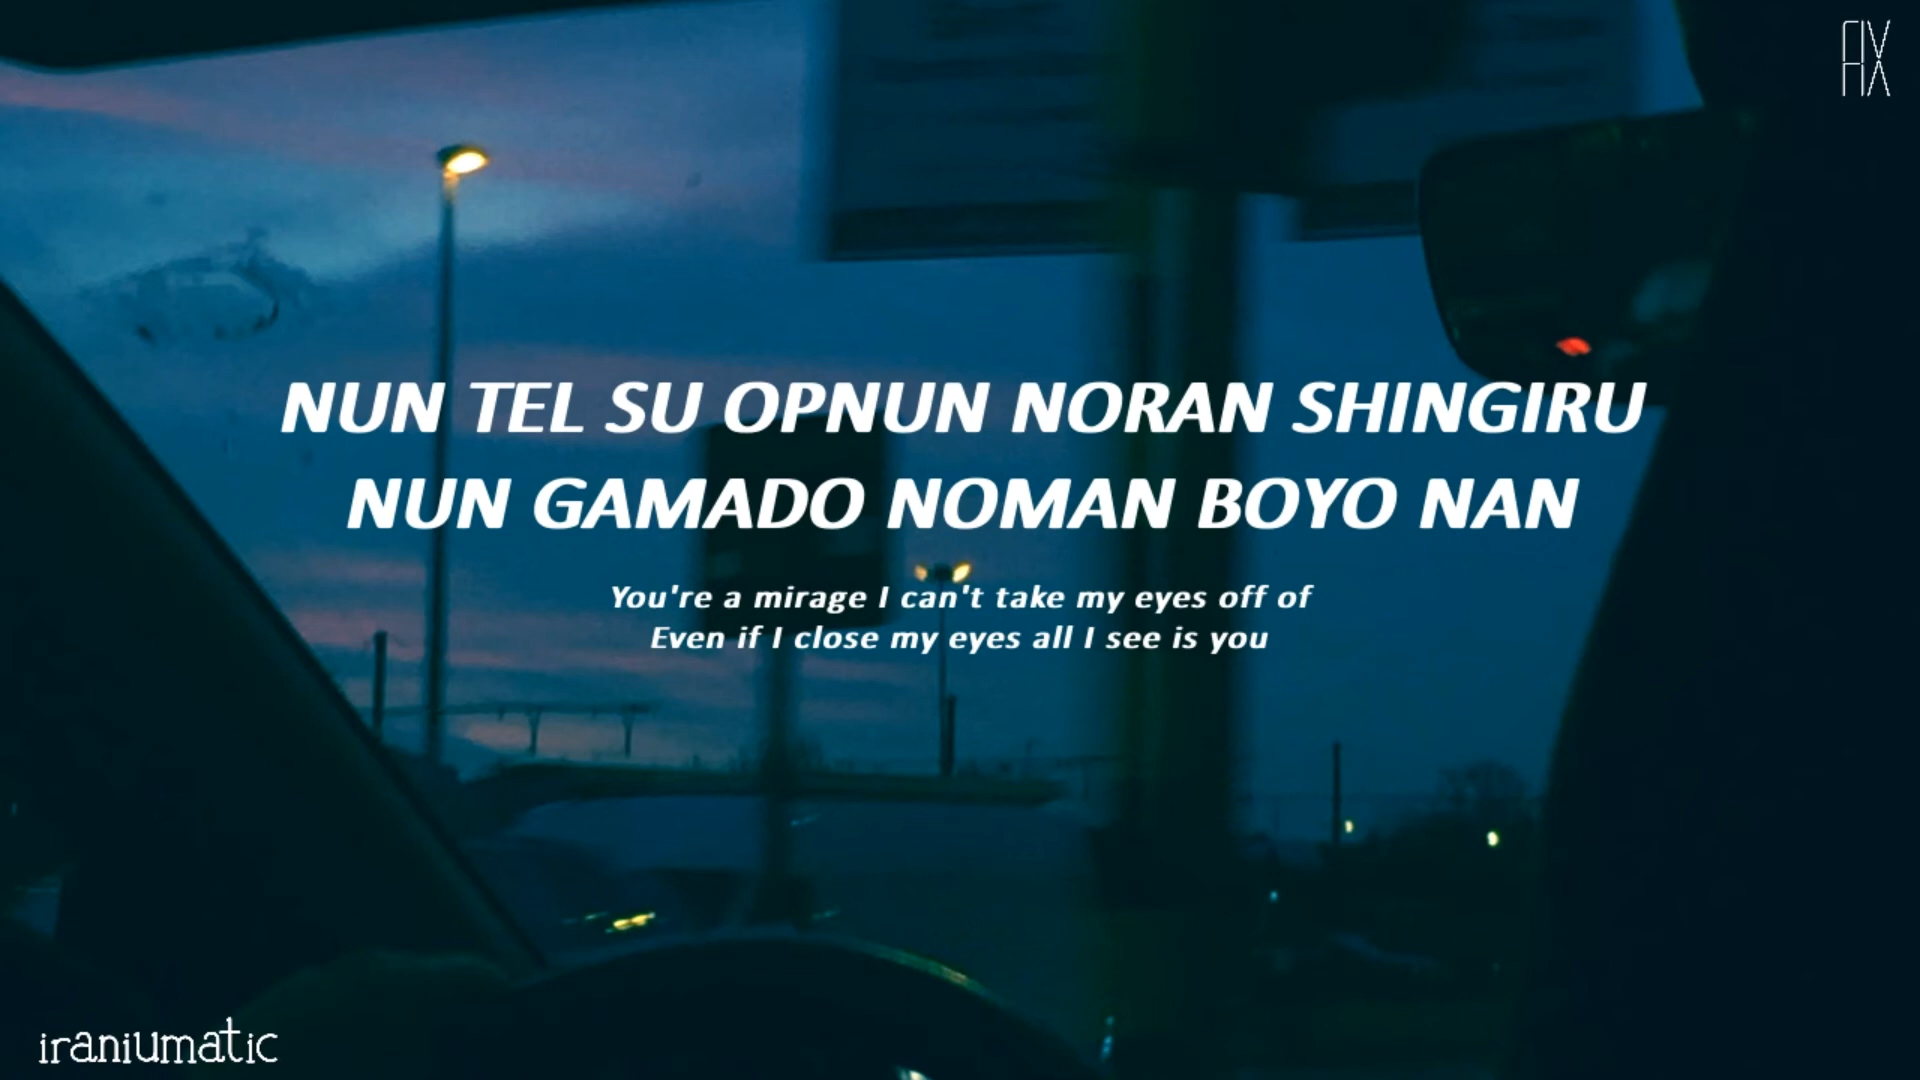 NUN TEL SU OPNUN NORAN SHINGIRU
NUN GAMADO NOMAN BOYO NAN
You're a mirage I can't take my eyes off of
Even if I close my eyes all I see is you
iraniumatic